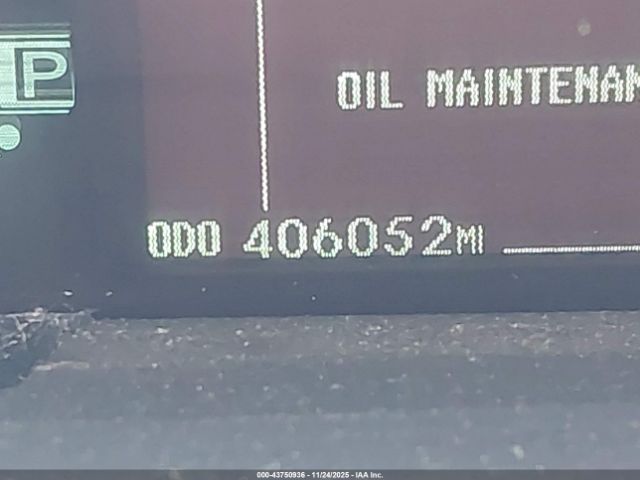 P
OIL MAINTENAN
ODO 406052MI
000-43750936 - 11/24/2025 - IAA Inc.